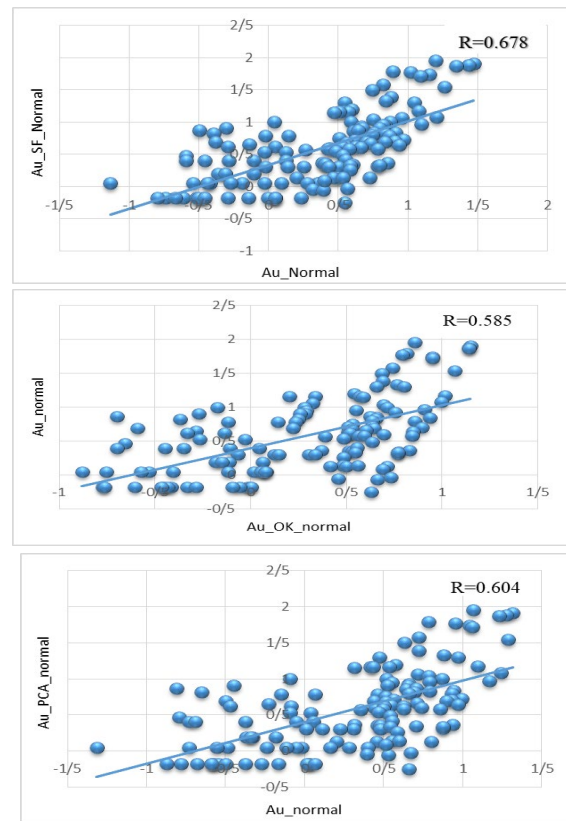 2/5
R=0.678
2
1/5
1
0/5
0
-1/5 -1 -0/5 0 0/5 1 1/5 2
-0/5
-1
Au_SF_Normal
Au_Normal
2/5
R=0.585
2
1/5
1
0/5
0
-1 -0/5 0 0/5 1 1/5
-0/5
Au_normal
Au_OK_normal
2/5
R=0.604
2
1/5
1
0/5
0
-1/5 -1 -0/5 0 0/5 1 1/5
-0/5
Au_PCA_normal
Au_normal